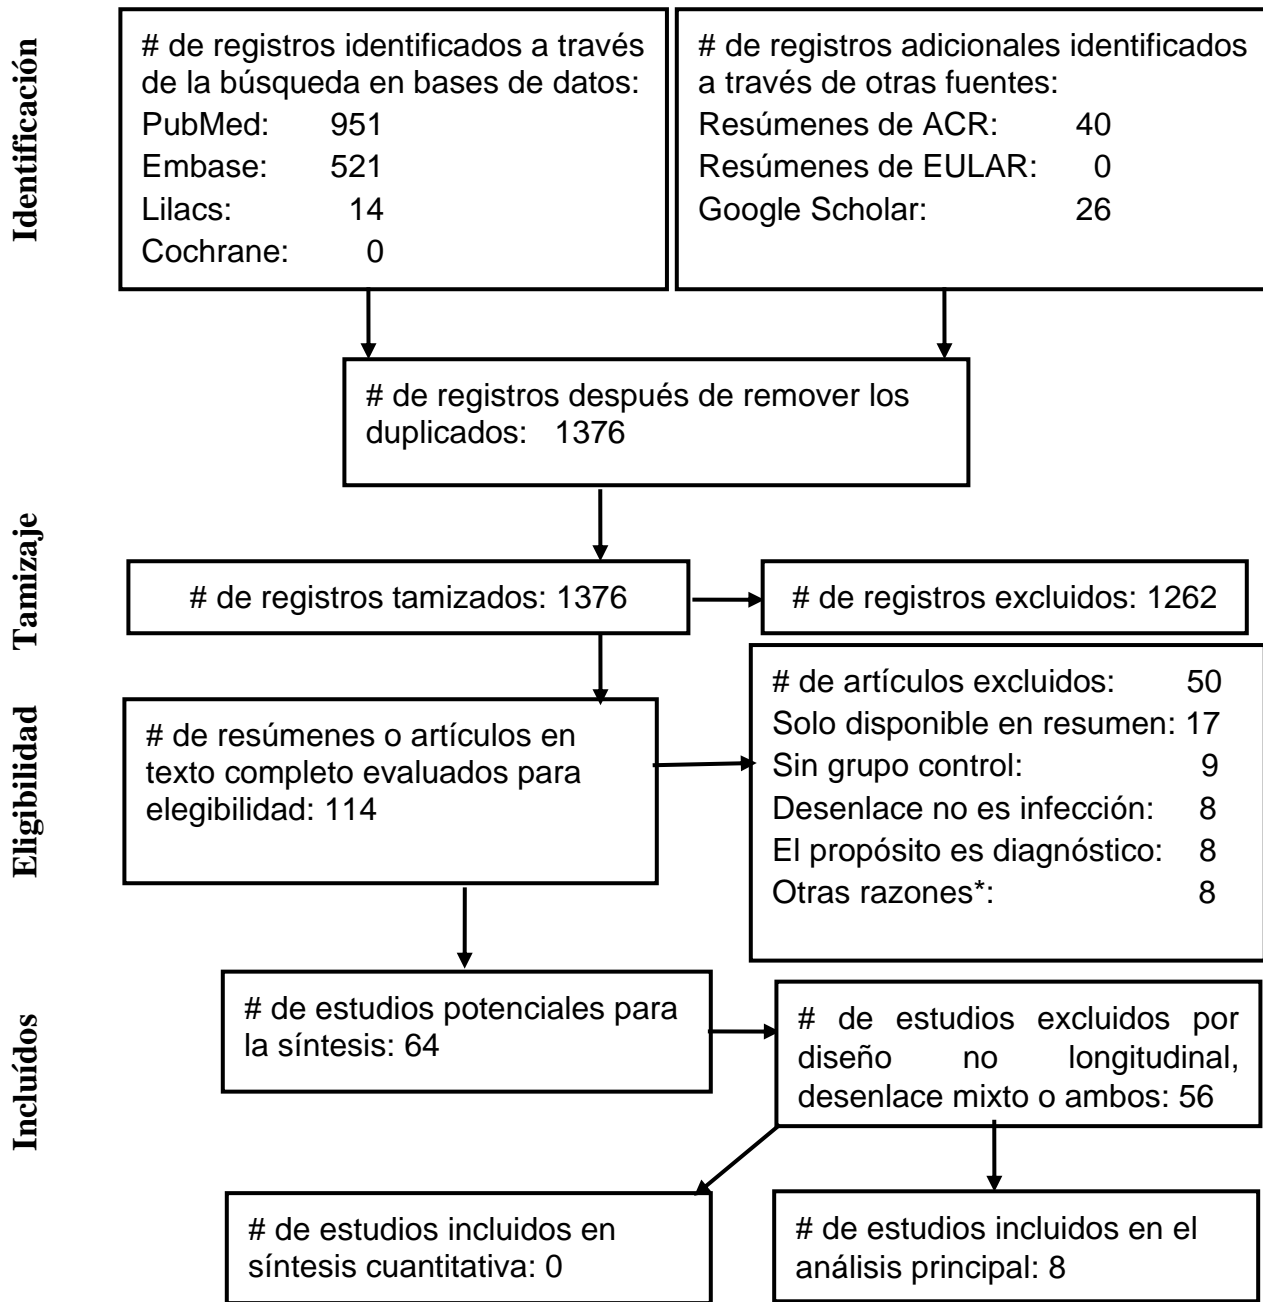 Identificación
# de registros identificados a través
de la búsqueda en bases de datos:
PubMed: 951
Embase: 521
Lilacs: 14
Cochrane: 0
# de registros adicionales identificados
a través de otras fuentes:
Resúmenes de ACR: 40
Resúmenes de EULAR: 0
Google Scholar: 26
# de registros después de remover los
duplicados: 1376
Tamizaje
# de registros tamizados: 1376
# de registros excluidos: 1262
Eligibilidad
# de resúmenes o artículos en
texto completo evaluados para
elegibilidad: 114
# de artículos excluidos: 50
Solo disponible en resumen: 17
Sin grupo control: 9
Desenlace no es infección: 8
El propósito es diagnóstico: 8
Otras razones*: 8
Incluídos
# de estudios potenciales para
la síntesis: 64
# de estudios excluidos por
diseño no longitudinal,
desenlace mixto o ambos: 56
# de estudios incluidos en
síntesis cuantitativa: 0
# de estudios incluidos en el
análisis principal: 8